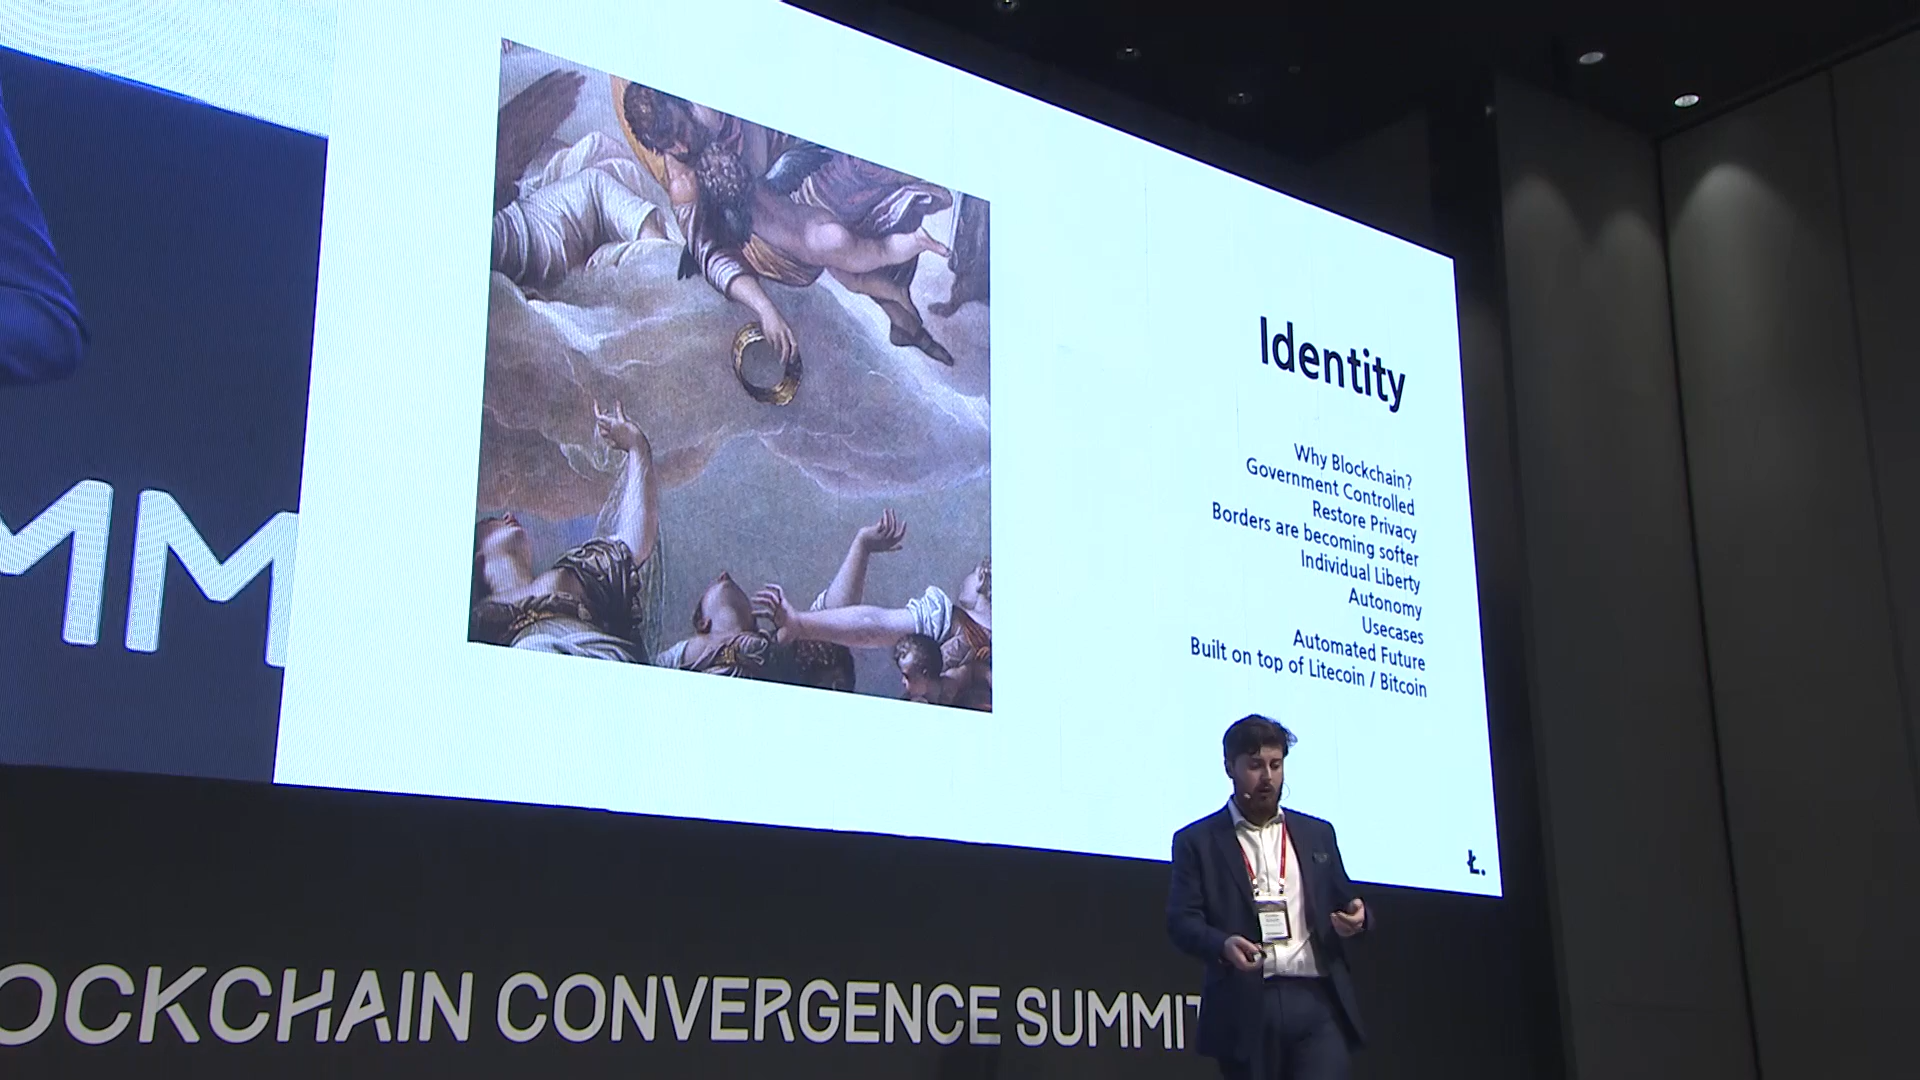 MM
Identity
Why Blockchain?
Government Controlled
Restore Privacy
Borders are becoming softer
Individual Liberty
Autonomy
Usecases
Automated Future
Built on top of Litecoin / Bitcoin
Ł.
OCKCHAIN CONVERGENCE SUMMIT